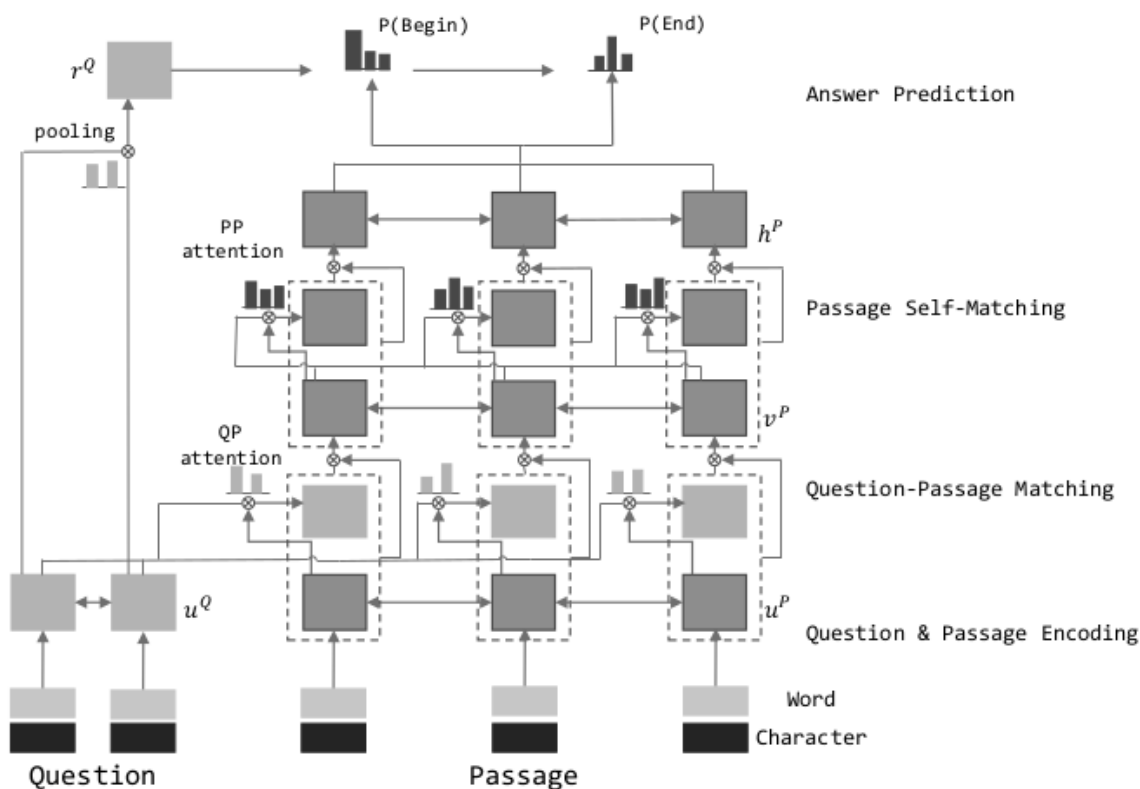 P(Begin)
P(End)
r^Q
Answer Prediction
pooling
PP
attention
h^P
Passage Self-Matching
v^P
QP
attention
Question-Passage Matching
u^Q
u^P
Question & Passage Encoding
Word
Character
Question
Passage